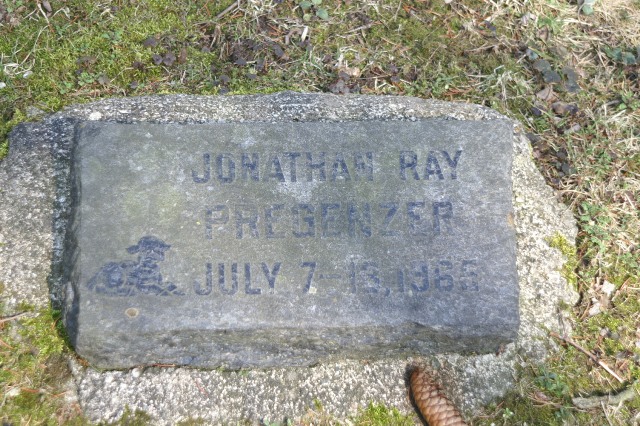 JONATHAN RAY
PREGENZER
JULY 7-13, 1965